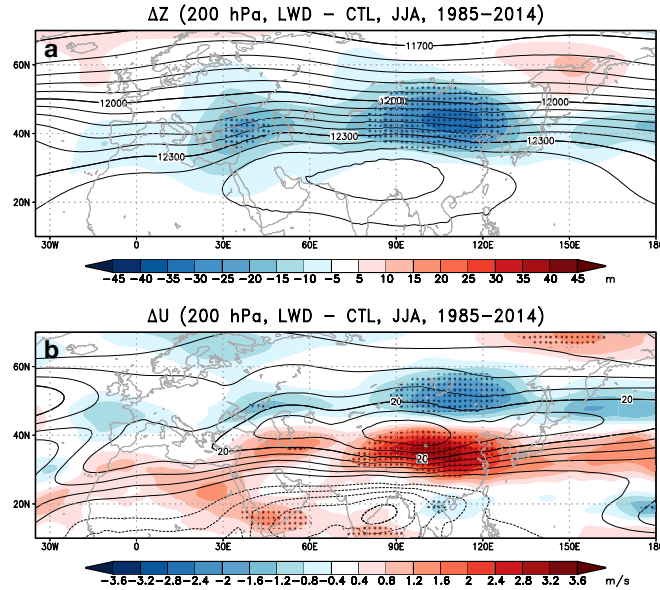 ΔZ (200 hPa, LWD − CTL, JJA, 1985−2014)
a
60N
40N
20N
11700
12000
12000
12000
12300
12300
12300
30W 0 30E 60E 90E 120E 150E 180
−45 −40 −35 −30 −25 −20 −15 −10 −5 5 10 15 20 25 30 35 40 45 m
ΔU (200 hPa, LWD − CTL, JJA, 1985−2014)
b
60N
40N
20N
20
20
20
20
30W 0 30E 60E 90E 120E 150E 180
−3.6 −3.2 −2.8 −2.4 −2 −1.6 −1.2 −0.8 −0.4 0.4 0.8 1.2 1.6 2 2.4 2.8 3.2 3.6 m/s